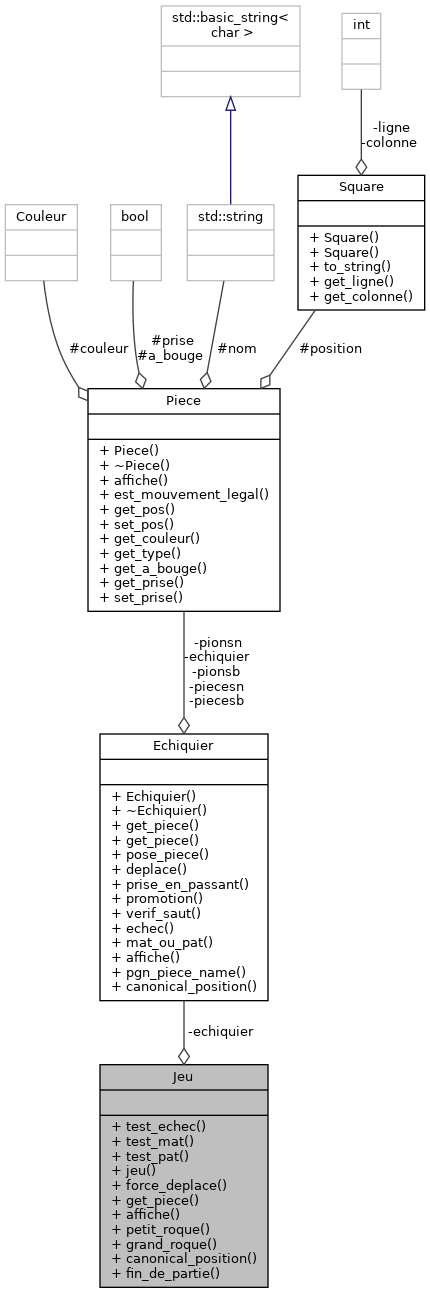 std::basic_string<
char >
int
-ligne
-colonne
Square
+ Square()
+ Square()
+ to_string()
+ get_ligne()
+ get_colonne()
Couleur
bool
std::string
#couleur
#prise
#a_bouge
#nom
#position
Piece
+ Piece()
+ ~Piece()
+ affiche()
+ est_mouvement_legal()
+ get_pos()
+ set_pos()
+ get_couleur()
+ get_type()
+ get_a_bouge()
+ get_prise()
+ set_prise()
-pionsn
-echiquier
-pionsb
-piecesn
-piecesb
Echiquier
+ Echiquier()
+ ~Echiquier()
+ get_piece()
+ get_piece()
+ pose_piece()
+ deplace()
+ prise_en_passant()
+ promotion()
+ verif_saut()
+ echec()
+ mat_ou_pat()
+ affiche()
+ pgn_piece_name()
+ canonical_position()
-echiquier
Jeu
+ test_echec()
+ test_mat()
+ test_pat()
+ jeu()
+ force_deplace()
+ get_piece()
+ affiche()
+ petit_roque()
+ grand_roque()
+ canonical_position()
+ fin_de_partie()